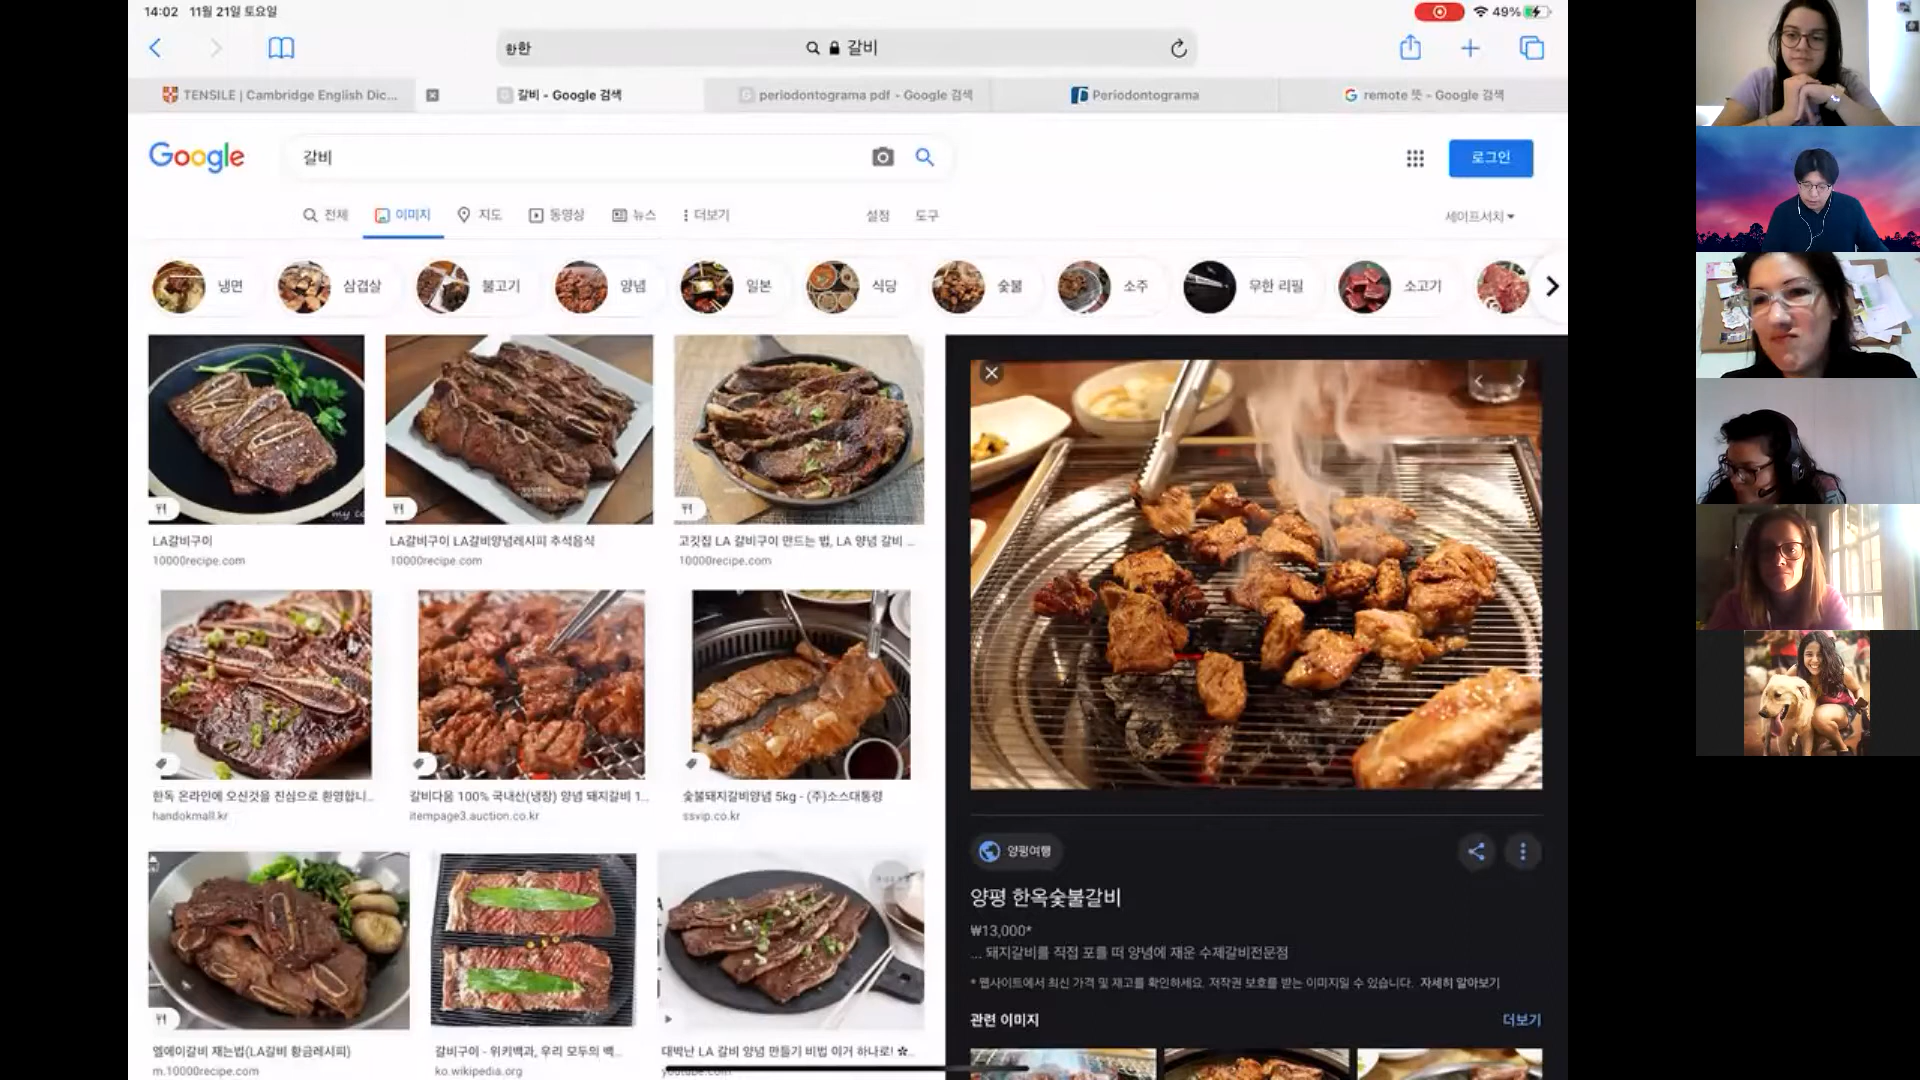 14:02 11월 21일 토요일
49%
한한 갈비
TENSILE | Cambridge English Dic...
갈비 - Google 검색
periodontograma pdf - Google 검색
Periodontograma
remote 뜻 - Google 검색
Google
갈비
로그인
전체 이미지 지도 동영상 뉴스 더보기 설정 도구
세이프서치
냉면 삼겹살 불고기 양념 일본 식당 숯불 소주 무한 리필 소고기
LA갈비구이
10000recipe.com
LA갈비구이 LA갈비양념레시피 추석음식
10000recipe.com
고깃집 LA 갈비구이 만드는 법, LA 양념 갈비 ...
10000recipe.com
한독 온라인에 오신것을 진심으로 환영합니...
handokmall.kr
갈비다움 100% 국내산(냉장) 양념 돼지갈비 1...
itempage3.auction.co.kr
숯불돼지갈비양념 5kg - (주)소스대통령
ssvip.co.kr
엘에이갈비 재는법(LA갈비 황금레시피)
m.10000recipe.com
갈비구이 - 위키백과, 우리 모두의 백...
ko.wikipedia.org
대박난 LA 갈비 양념 만들기 비법 이거 하나로! ✲..
youtube.com
양평여행
양평 한옥숯불갈비
₩13,000*
... 돼지갈비를 직접 포를 떠 양념에 재운 수제갈비전문점
* 웹사이트에서 최신 가격 및 재고를 확인하세요. 저작권 보호를 받는 이미지일 수 있습니다. 자세히 알아보기
관련 이미지 더보기